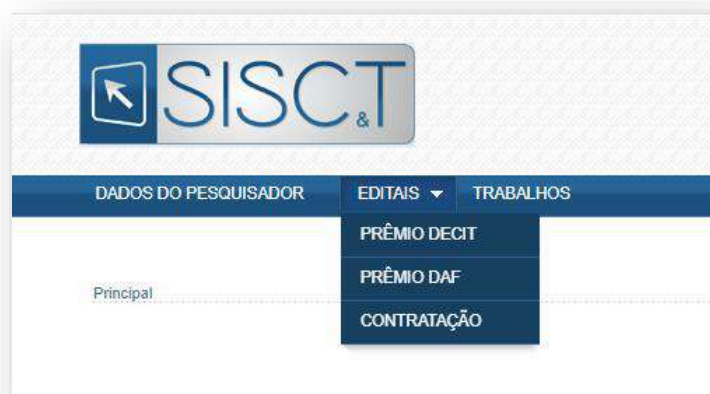 SISC&T
DADOS DO PESQUISADOR EDITAIS TRABALHOS
PRÊMIO DECIT
PRÊMIO DAF
Principal
CONTRATAÇÃO